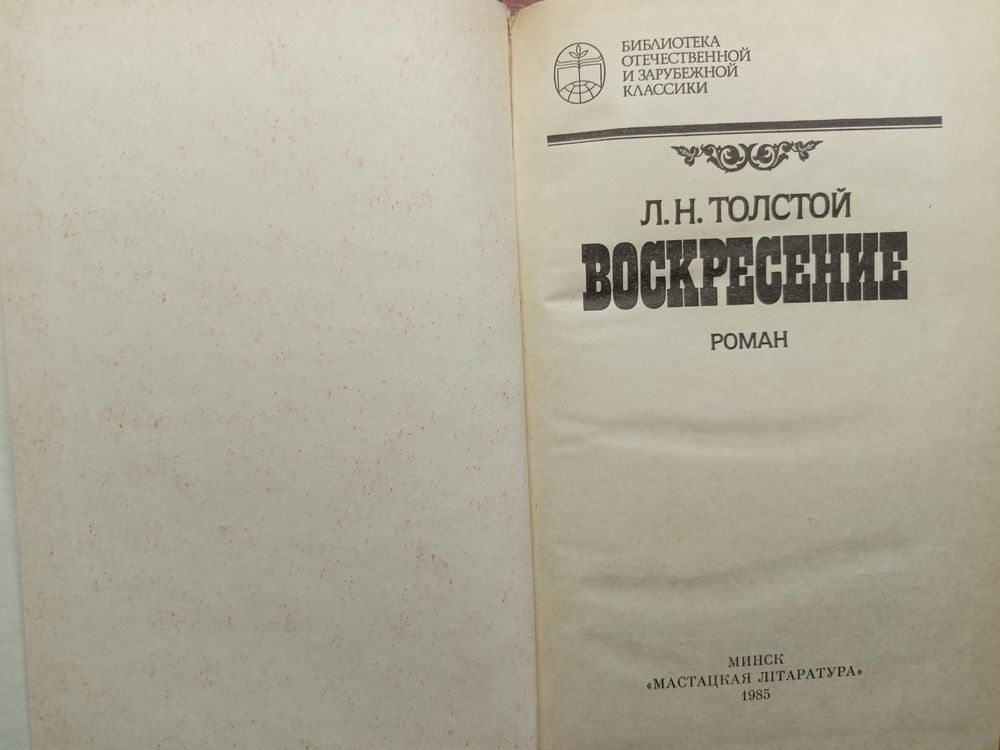 БИБЛИОТЕКА
ОТЕЧЕСТВЕННОЙ
И ЗАРУБЕЖНОЙ
КЛАССИКИ
Л. Н. ТОЛСТОЙ
ВОСКРЕСЕНИЕ
РОМАН
МИНСК
«МАСТАЦКАЯ ЛІТАРАТУРА»
1985